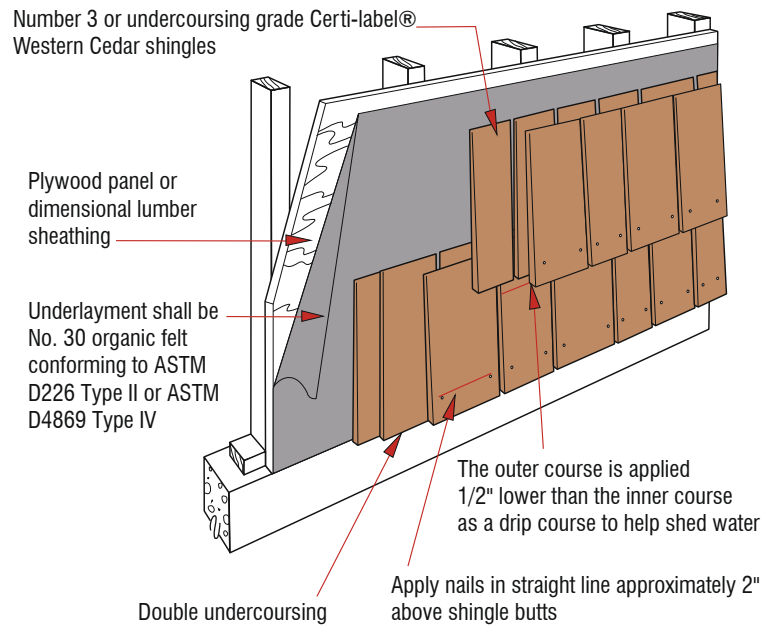 Number 3 or undercoursing grade Certi-label®
Western Cedar shingles
Plywood panel or
dimensional lumber
sheathing
Underlayment shall be
No. 30 organic felt
conforming to ASTM
D226 Type II or ASTM
D4869 Type IV
The outer course is applied
1/2" lower than the inner course
as a drip course to help shed water
Apply nails in straight line approximately 2"
above shingle butts
Double undercoursing